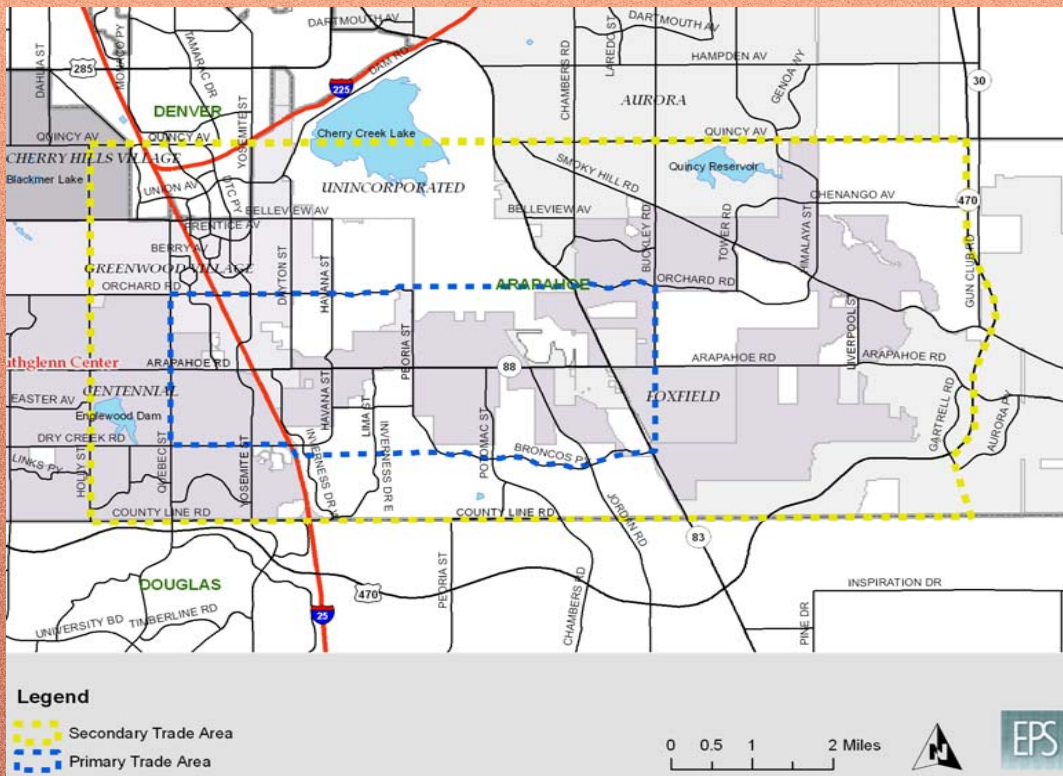 DARTMOUTH AV
DARTMOUTH AV
DAHLIA ST
MONACO PY
TAMARAC DR
LAREDO ST
CHAMBERS RD
HAMPDEN AV
285
DAM RD
225
GENOA WY
30
AURORA
DENVER
YOSEMITE ST
Cherry Creek Lake
QUINCY AV
QUINCY AV
QUINCY AV
CHERRY HILLS VILLAGE
SMOKY HILL RD
Quincy Reservoir
Blackmer Lake
UNION AV
DTC PY
UNINCORPORATED
CHENANGO AV
470
BELLEVIEW AV
BELLEVIEW AV
PRENTICE AV
BUCKLEY RD
TOWER RD
HIMALAYA ST
GUN CLUB RD
BERRY AV
GREENWOOD VILLAGE
DAYTON ST
HAVANA ST
ORCHARD RD
ARAPAHOE
ORCHARD RD
PEORIA ST
LIVERPOOL ST
uthglenn Center
ARAPAHOE RD
88
ARAPAHOE RD
ARAPAHOE RD
CENTENNIAL
HAVANA ST
FOXFIELD
EASTER AV
Englewood Dam
LIMA ST
GARTRELL RD
AURORA PY
DRY CREEK RD
POTOMAC ST
BRONCOS PY
LINKS PY
HOLLY ST
QUEBEC ST
YOSEMITE ST
INVERNESS DR W
INVERNESS DR E
JORDAN RD
COUNTY LINE RD
COUNTY LINE RD
83
DOUGLAS
470
PEORIA ST
CHAMBERS RD
INSPIRATION DR
UNIVERSITY BD
TIMBERLINE RD
25
PINE DR
Legend
Secondary Trade Area
Primary Trade Area
0 0.5 1 2 Miles
N
EPS